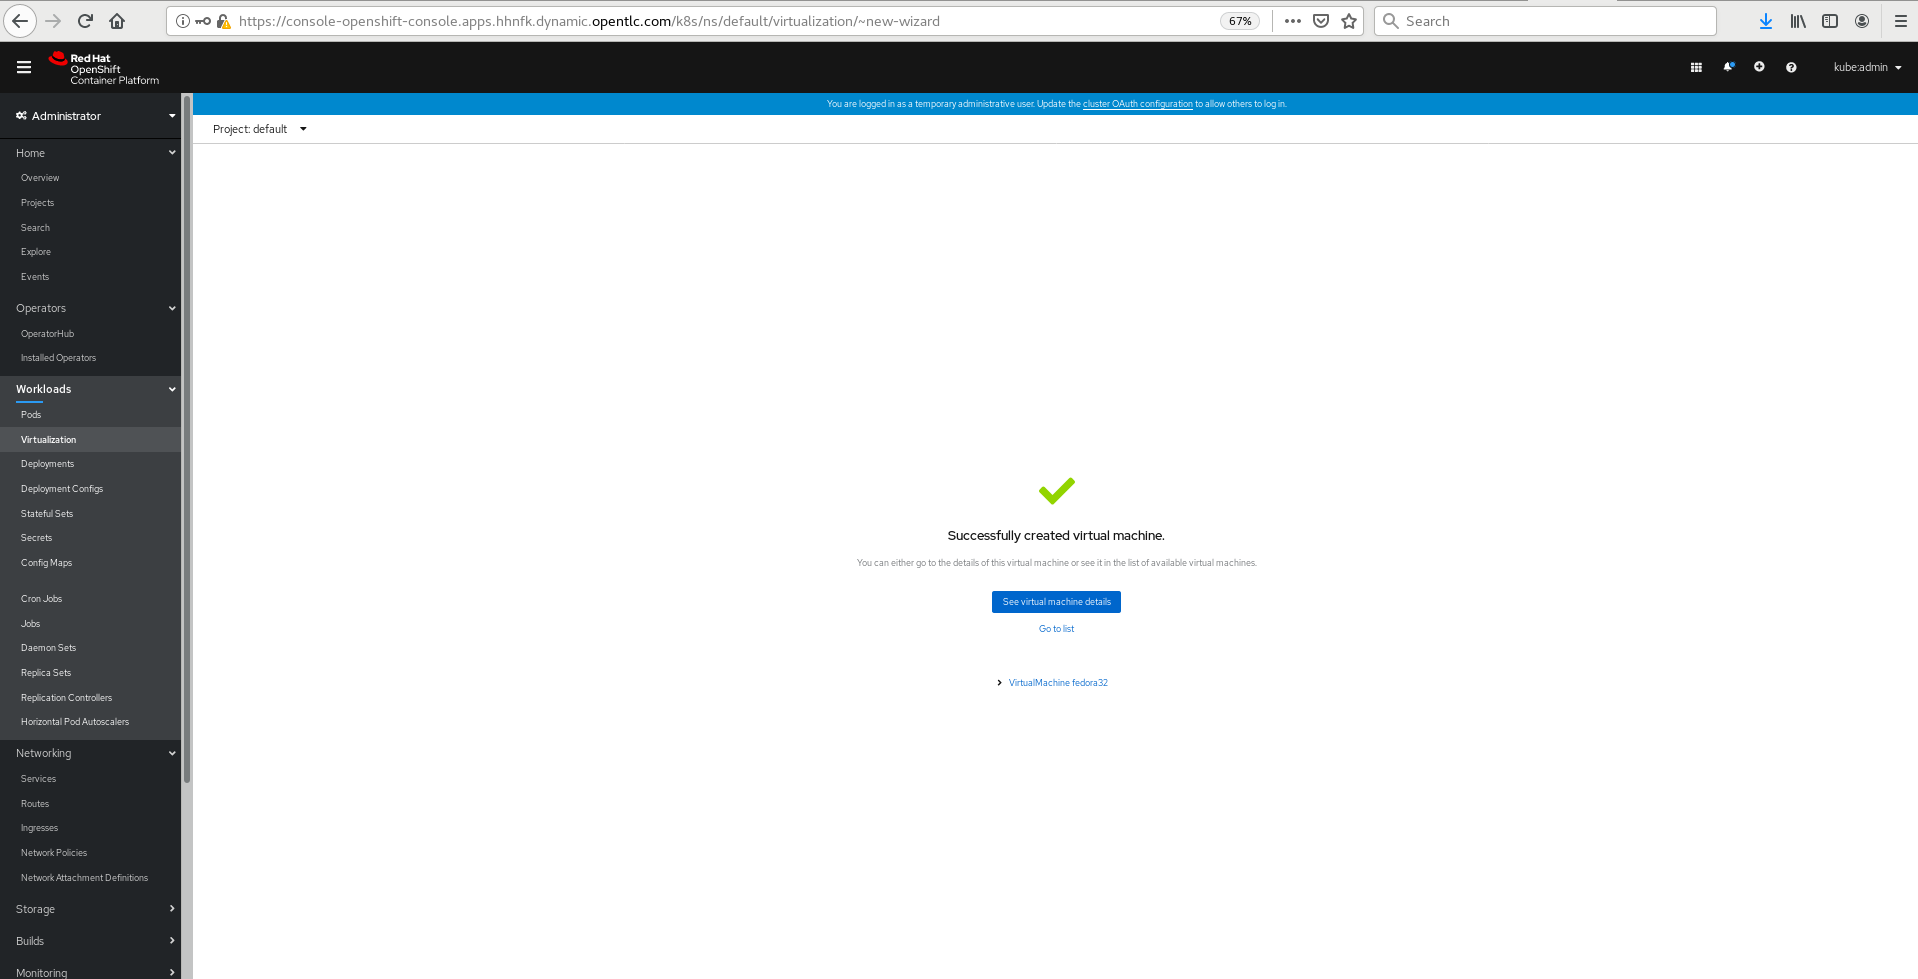 https://console-openshift-console.apps.hhnfk.dynamic.opentlc.com/k8s/ns/default/virtualization/~new-wizard
67%
Search
Red Hat
OpenShift
Container Platform
kube:admin
You are logged in as a temporary administrative user. Update the cluster OAuth configuration to allow others to log in.
Administrator
Project: default
Home
Overview
Projects
Search
Explore
Events
Operators
OperatorHub
Installed Operators
Workloads
Pods
Virtualization
Deployments
Deployment Configs
Stateful Sets
Secrets
Config Maps
Cron Jobs
Jobs
Daemon Sets
Replica Sets
Replication Controllers
Horizontal Pod Autoscalers
Networking
Services
Routes
Ingresses
Network Policies
Network Attachment Definitions
Storage
Builds
Monitoring
Successfully created virtual machine.
You can either go to the details of this virtual machine or see it in the list of available virtual machines.
See virtual machine details
Go to list
VirtualMachine fedora32